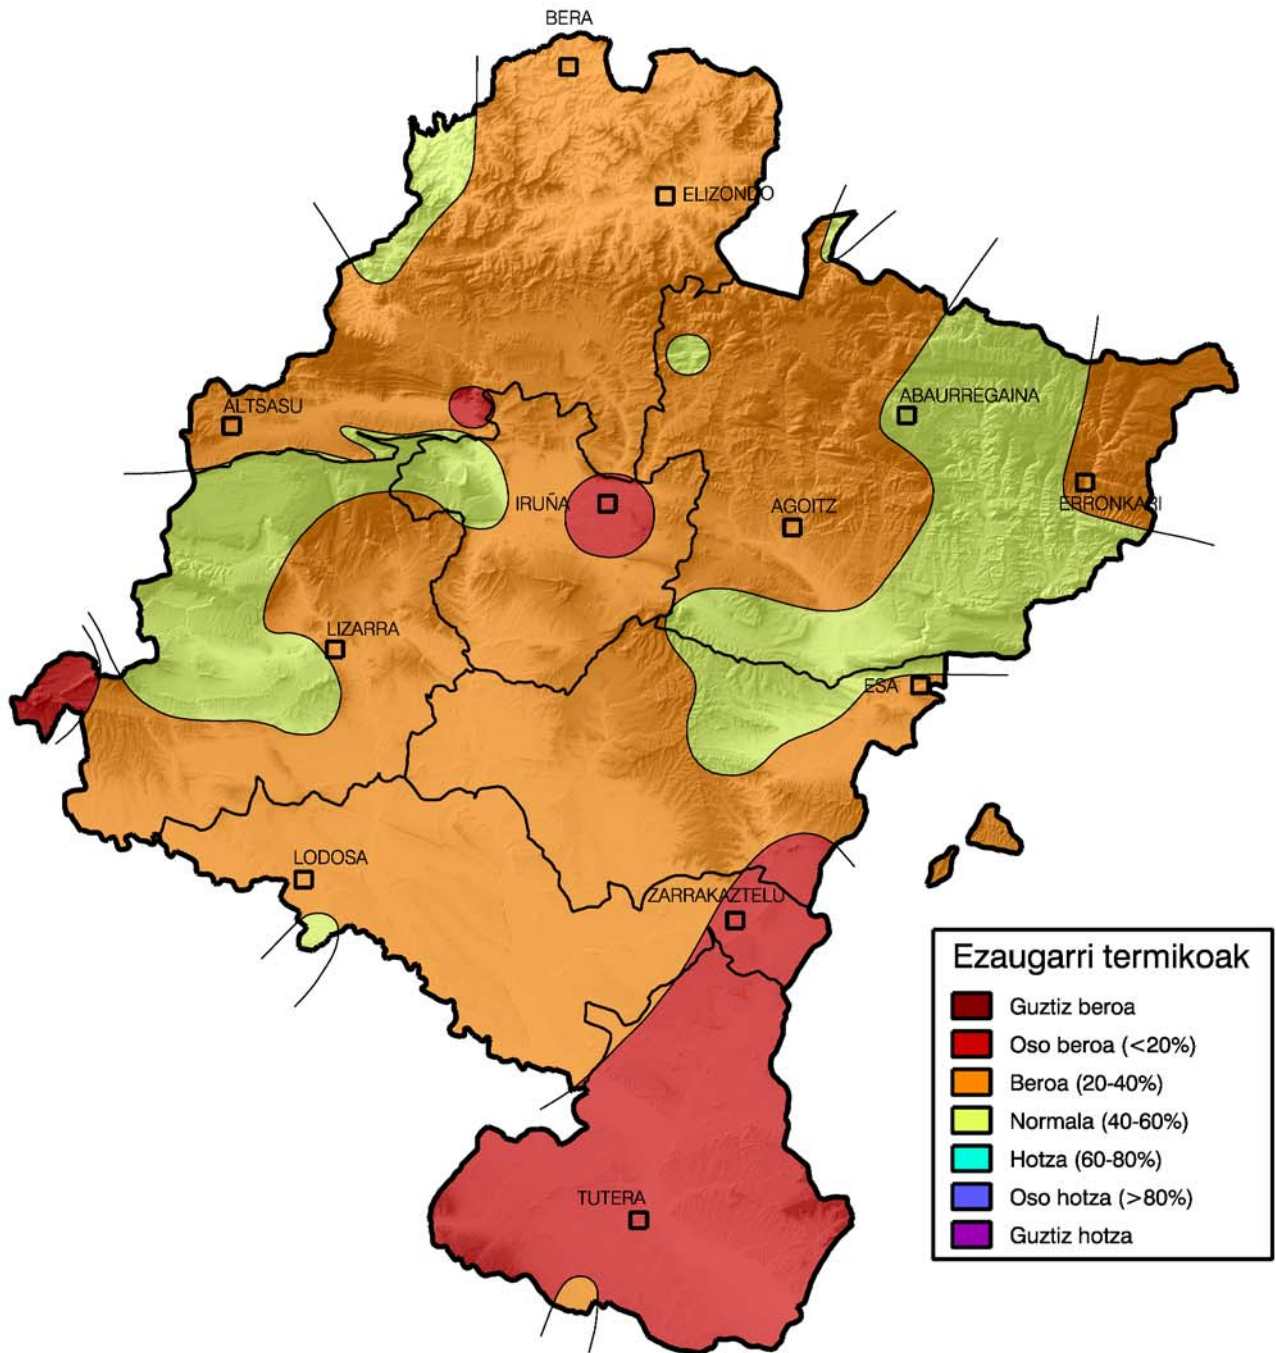 BERA
ELIZONDO
ALTSASU
ABAURREGAINA
IRUÑA
AGOITZ
ERRONKARI
LIZARRA
ESA
LODOSA
ZARRAKAZTELU
TUTERA
Ezaugarri termikoak
Guztiz beroa
Oso beroa (<20%)
Beroa (20-40%)
Normala (40-60%)
Hotza (60-80%)
Oso hotza (>80%)
Guztiz hotza